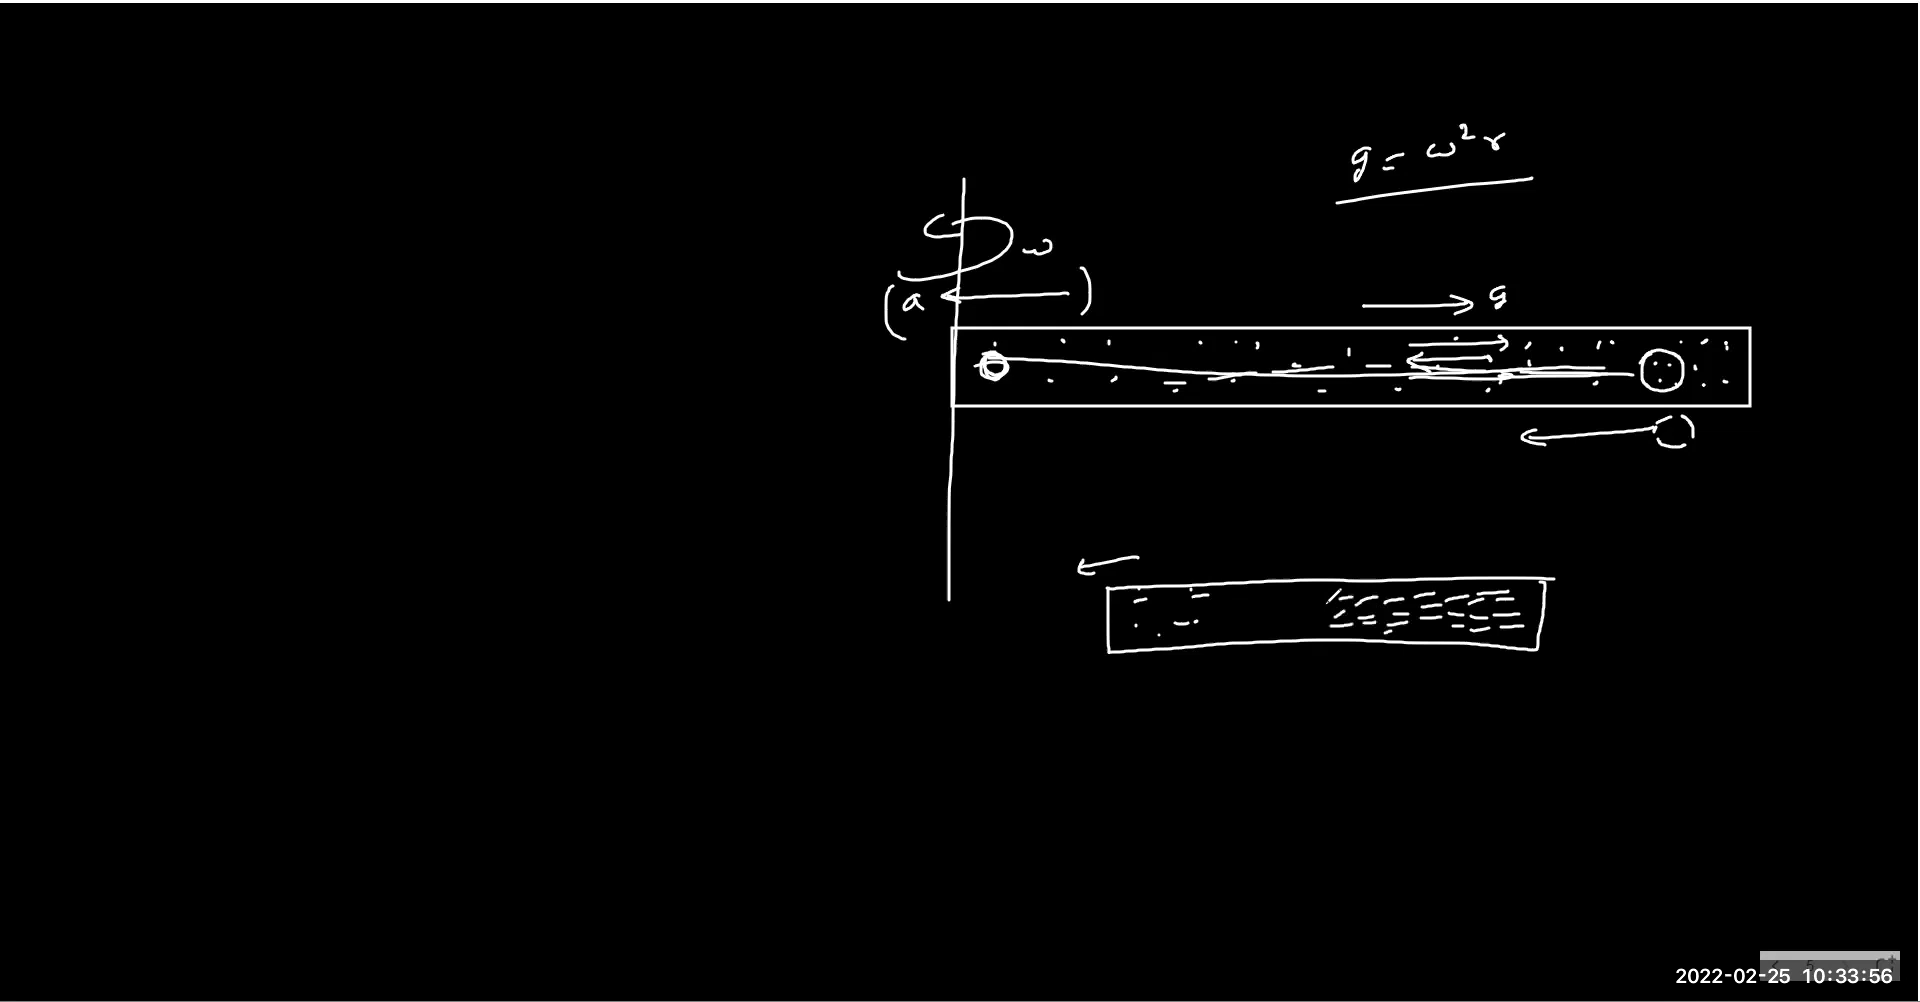 g = ω²r
ω
(a ← )
→ g
2022-02-25 10:33:56